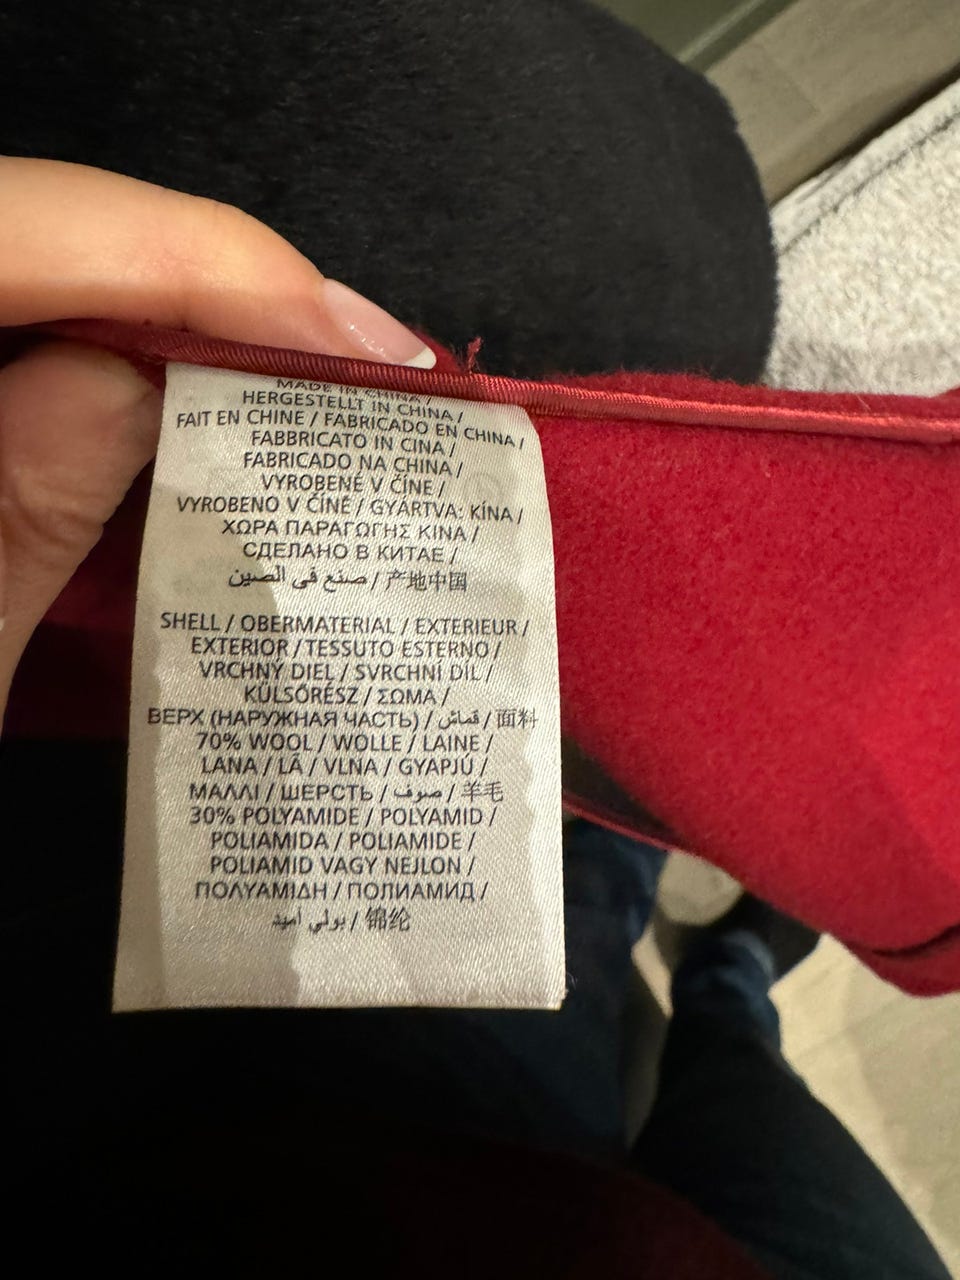 MADE IN CHINA /
HERGESTELLT IN CHINA /
FAIT EN CHINE / FABRICADO EN CHINA /
FABBRICATO IN CINA /
FABRICADO NA CHINA /
VYROBENÉ V ČÍNE /
VYROBENO V ČÍNĚ / GYÁRTVA: KÍNA /
ΧΩΡΑ ΠΑΡΑΓΩΓΗΣ ΚΙΝΑ /
СДЕЛАНО В КИТАЕ /
صنع في الصين / 产地中国
SHELL / OBERMATERIAL / EXTERIEUR /
EXTERIOR / TESSUTO ESTERNO /
VRCHNÝ DIEL / SVRCHNÍ DÍL /
KÜLSŐRÉSZ / ΣΩΜΑ /
ВЕРХ (НАРУЖНАЯ ЧАСТЬ) / قماش / 面料
70% WOOL / WOLLE / LAINE /
LANA / LÃ / VLNA / GYAPJÚ /
ΜΑΛΛΙ / ШЕРСТЬ / صوف / 羊毛
30% POLYAMIDE / POLYAMID /
POLIAMIDA / POLIAMIDE /
POLIAMID VAGY NEJLON /
ΠΟΛΥΑΜΙΔΗ / ПОЛИАМИД /
بولي اميد / 锦纶